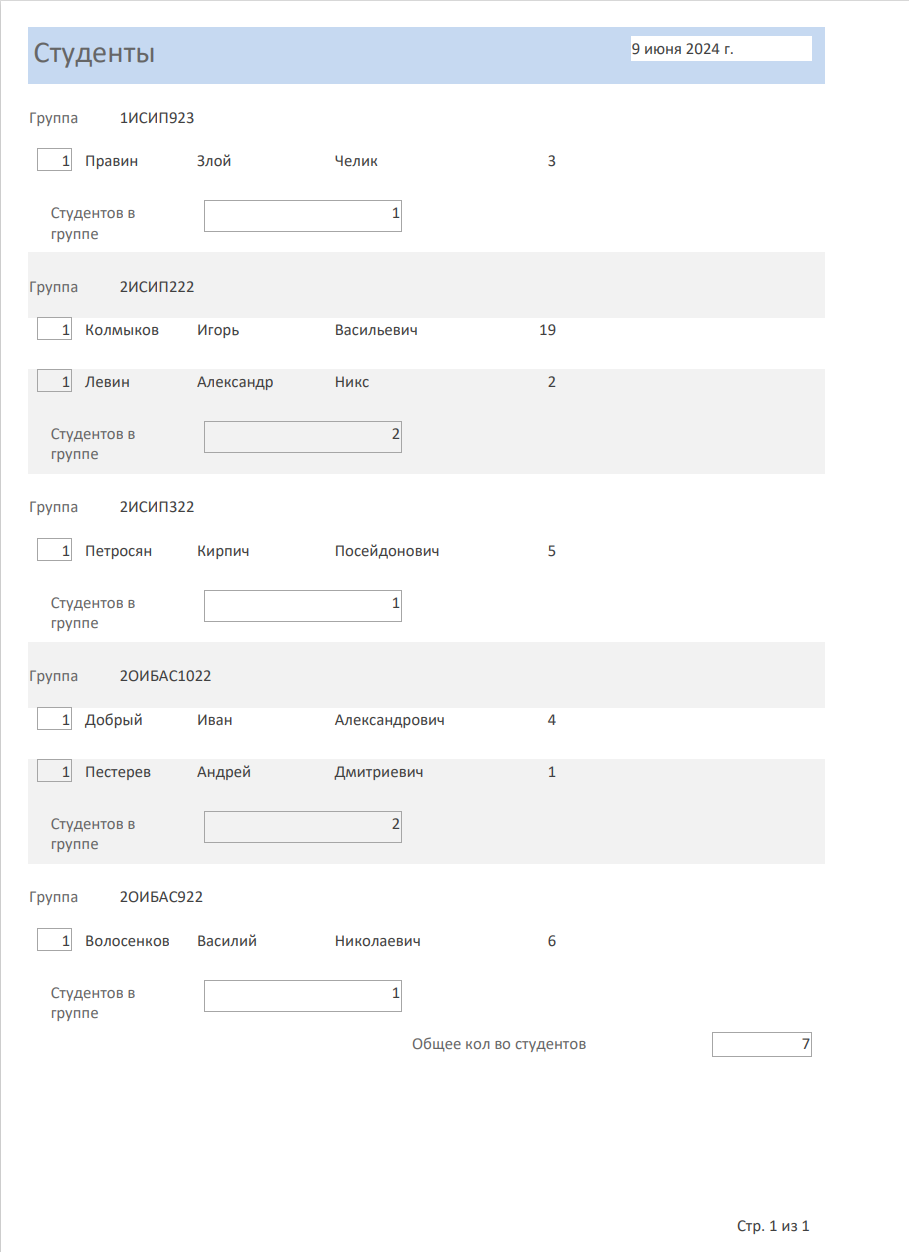 Студенты 9 июня 2024 г.
Группа 1ИСИП923
1 Правин Злой Челик 3
Студентов в 1
группе
Группа 2ИСИП222
1 Колмыков Игорь Васильевич 19
1 Левин Александр Никс 2
Студентов в 2
группе
Группа 2ИСИП322
1 Петросян Кирпич Посейдонович 5
Студентов в 1
группе
Группа 2ОИБАС1022
1 Добрый Иван Александрович 4
1 Пестерев Андрей Дмитриевич 1
Студентов в 2
группе
Группа 2ОИБАС922
1 Волосенков Василий Николаевич 6
Студентов в 1
группе
Общее кол во студентов 7
Стр. 1 из 1